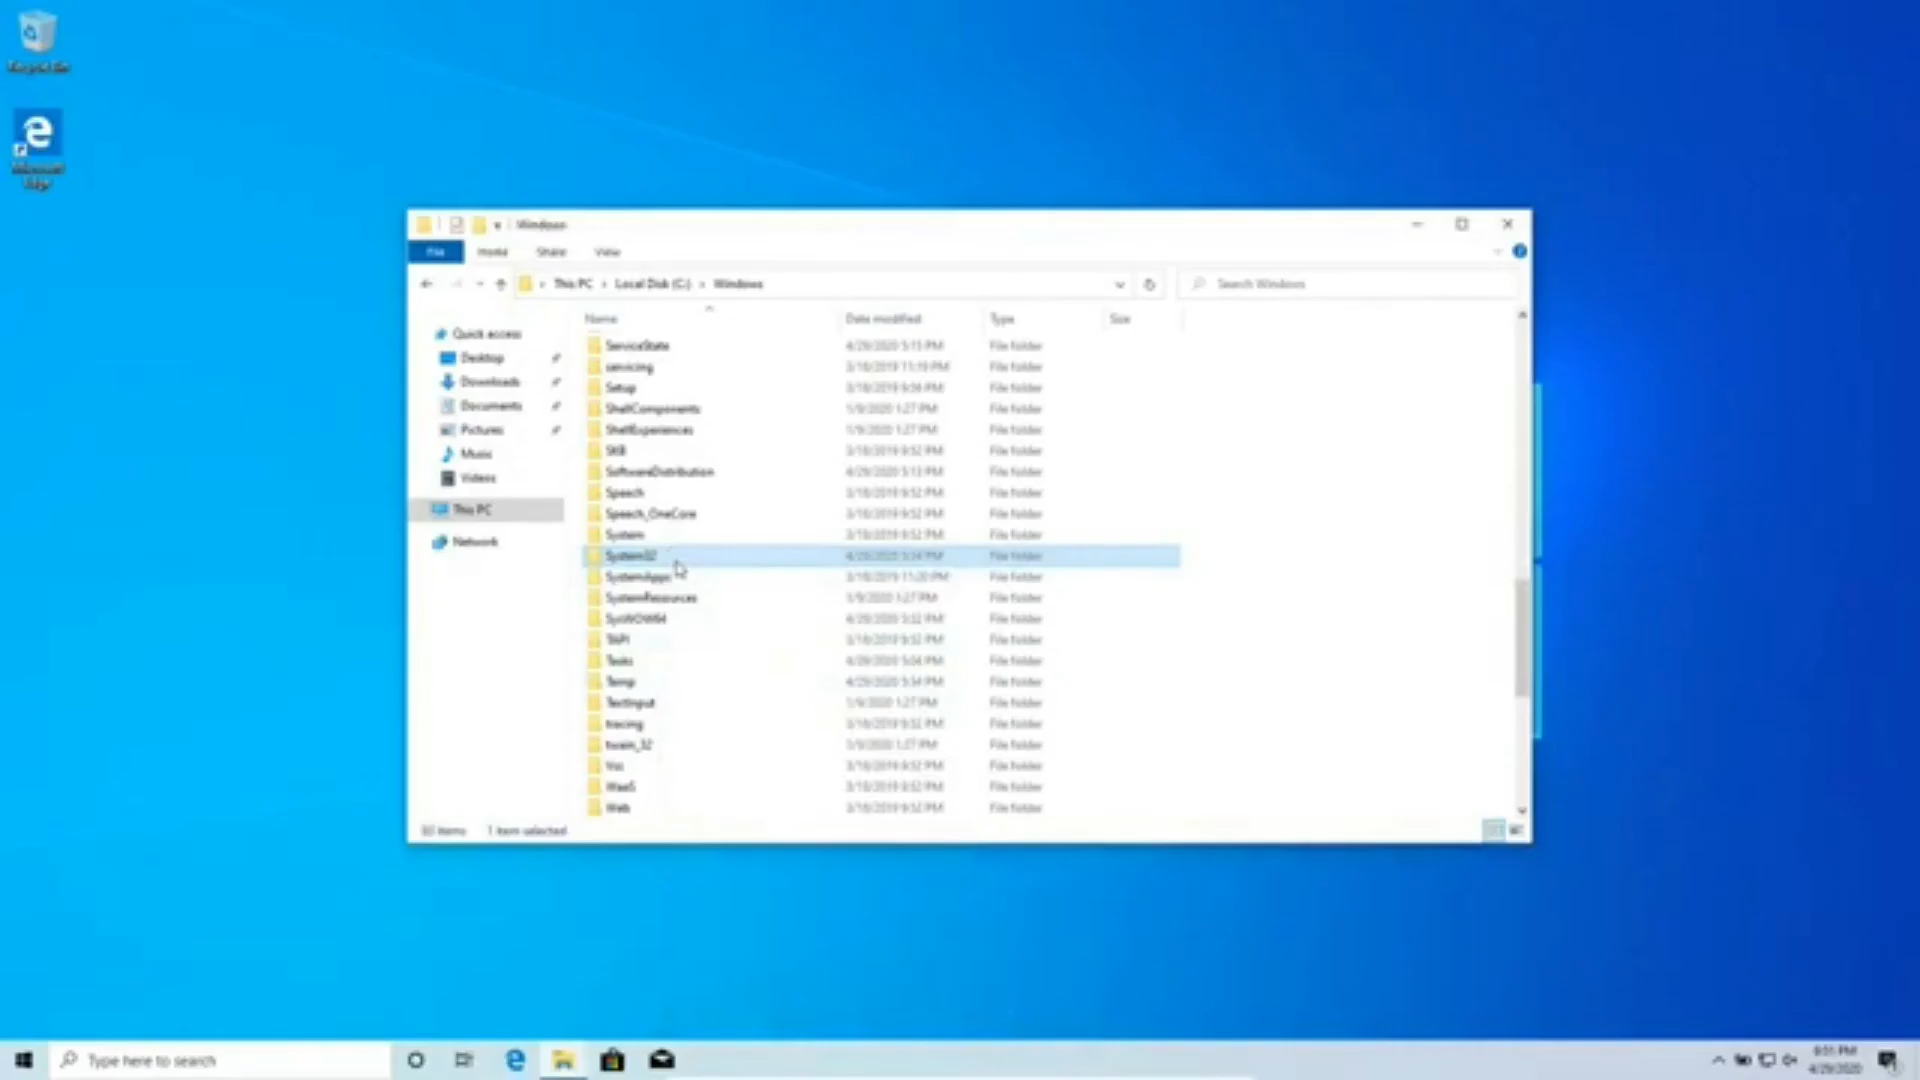 Recycle Bin
Microsoft
Edge
Windows
File Home Share View
This PC › Local Disk (C:) › Windows
Search Windows
Name Date modified Type Size
Quick access
Desktop
Downloads
Documents
Pictures
Music
Videos
This PC
Network
ServiceState 4/29/2020 5:15 PM File folder
servicing 3/18/2019 11:19 PM File folder
Setup 3/18/2019 9:56 PM File folder
ShellComponents 1/9/2020 1:27 PM File folder
ShellExperiences 1/9/2020 1:27 PM File folder
SKB 3/18/2019 9:52 PM File folder
SoftwareDistribution 4/29/2020 5:13 PM File folder
Speech 3/18/2019 9:52 PM File folder
Speech_OneCore 3/18/2019 9:52 PM File folder
System 3/18/2019 9:52 PM File folder
System32 4/29/2020 5:34 PM File folder
SystemApps 3/18/2019 11:20 PM File folder
SystemResources 1/9/2020 1:27 PM File folder
SysWOW64 4/29/2020 5:32 PM File folder
TAPI 3/18/2019 9:52 PM File folder
Tasks 4/29/2020 5:04 PM File folder
Temp 4/29/2020 5:34 PM File folder
TextInput 1/9/2020 1:27 PM File folder
tracing 3/18/2019 9:52 PM File folder
twain_32 1/9/2020 1:27 PM File folder
Vss 3/18/2019 9:52 PM File folder
WaaS 3/18/2019 9:52 PM File folder
Web 3/18/2019 9:52 PM File folder
items 1 item selected
Type here to search
PM
4/29/2020